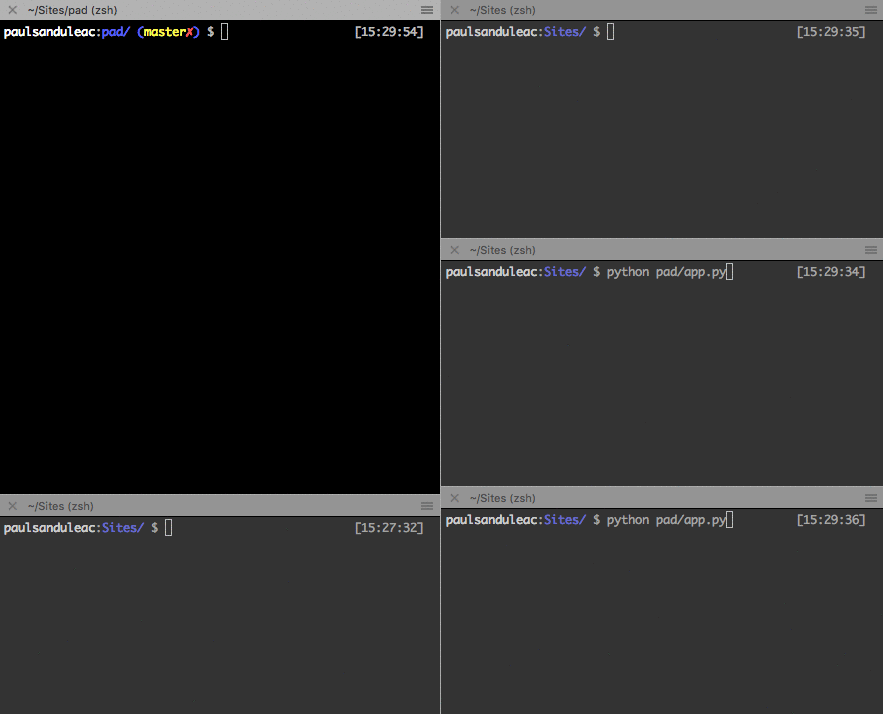 ~/Sites/pad (zsh)
paulsanduleac:pad/ (master✗) $ [15:29:54]
~/Sites (zsh)
paulsanduleac:Sites/ $ [15:27:32]
~/Sites (zsh)
paulsanduleac:Sites/ $ [15:29:35]
~/Sites (zsh)
paulsanduleac:Sites/ $ python pad/app.py [15:29:34]
~/Sites (zsh)
paulsanduleac:Sites/ $ python pad/app.py [15:29:36]